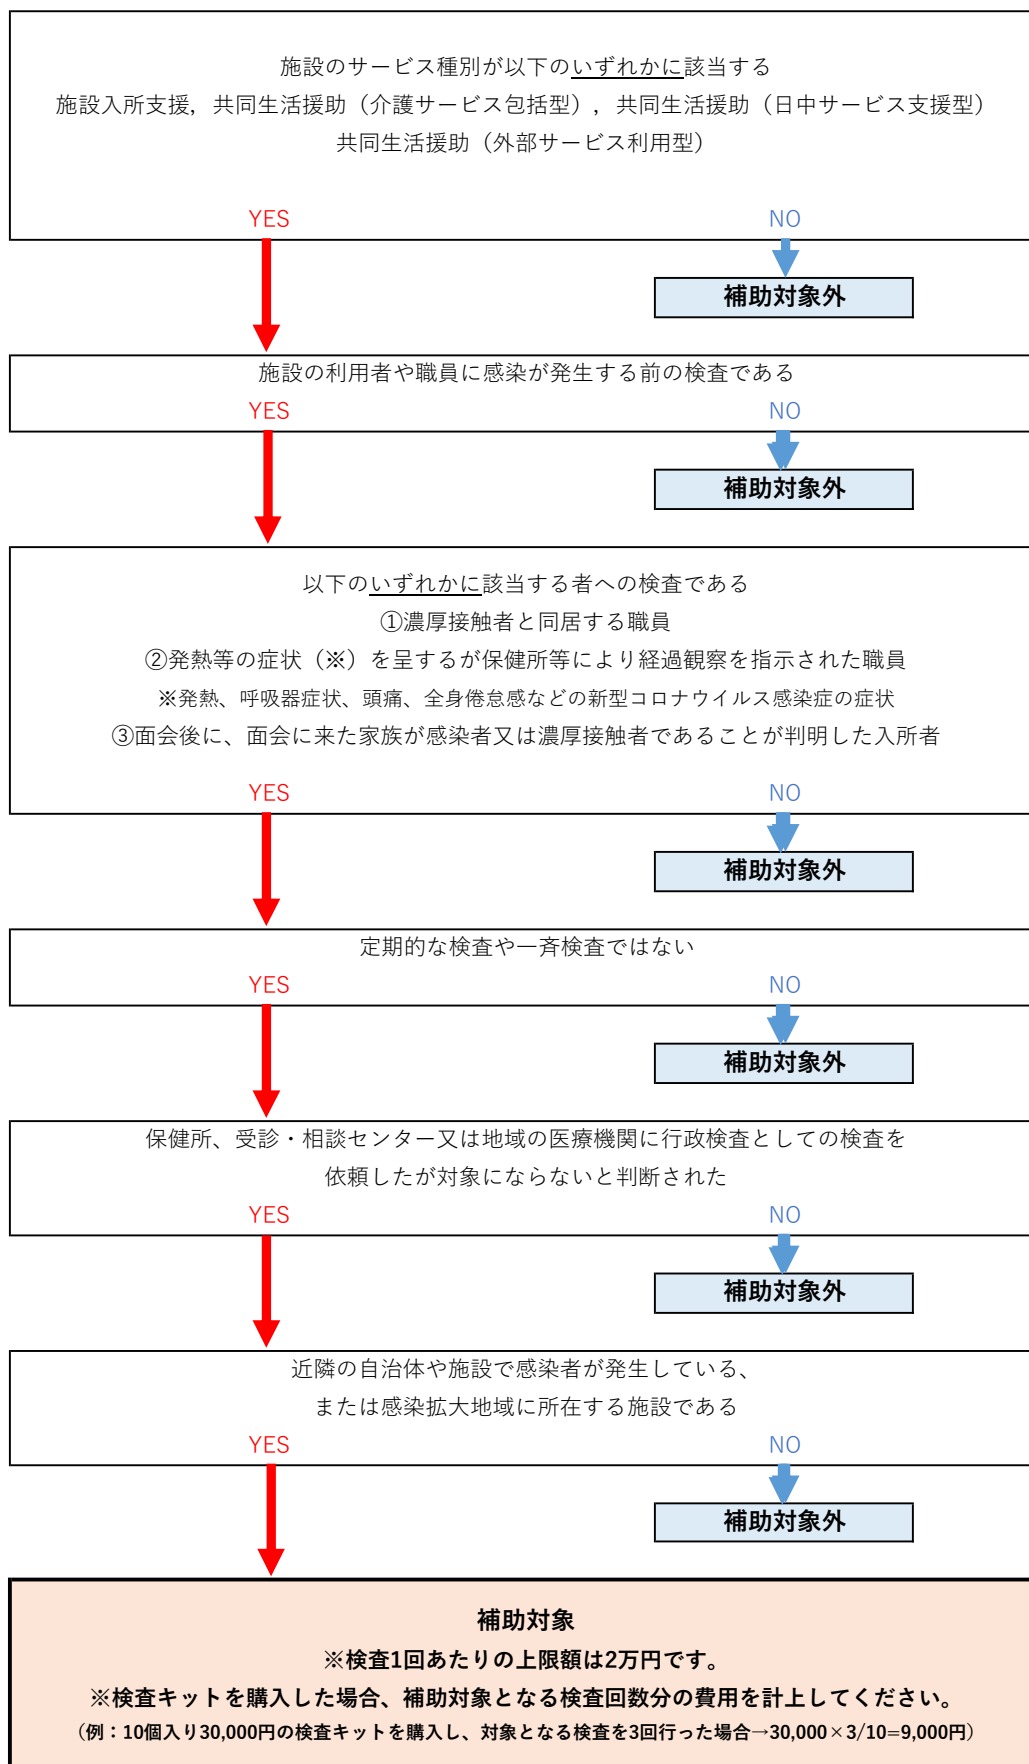 施設のサービス種別が以下のいずれかに該当する
施設入所支援，共同生活援助（介護サービス包括型），共同生活援助（日中サービス支援型）
共同生活援助（外部サービス利用型）
YES
NO
補助対象外
施設の利用者や職員に感染が発生する前の検査である
YES
NO
補助対象外
以下のいずれかに該当する者への検査である
①濃厚接触者と同居する職員
②発熱等の症状（※）を呈するが保健所等により経過観察を指示された職員
※発熱、呼吸器症状、頭痛、全身倦怠感などの新型コロナウイルス感染症の症状
③面会後に、面会に来た家族が感染者又は濃厚接触者であることが判明した入所者
YES
NO
補助対象外
定期的な検査や一斉検査ではない
YES
NO
補助対象外
保健所、受診・相談センター又は地域の医療機関に行政検査としての検査を
依頼したが対象にならないと判断された
YES
NO
補助対象外
近隣の自治体や施設で感染者が発生している、
または感染拡大地域に所在する施設である
YES
NO
補助対象外
補助対象
※検査1回あたりの上限額は2万円です。
※検査キットを購入した場合、補助対象となる検査回数分の費用を計上してください。
（例：10個入り30,000円の検査キットを購入し、対象となる検査を3回行った場合→30,000×3/10=9,000円）